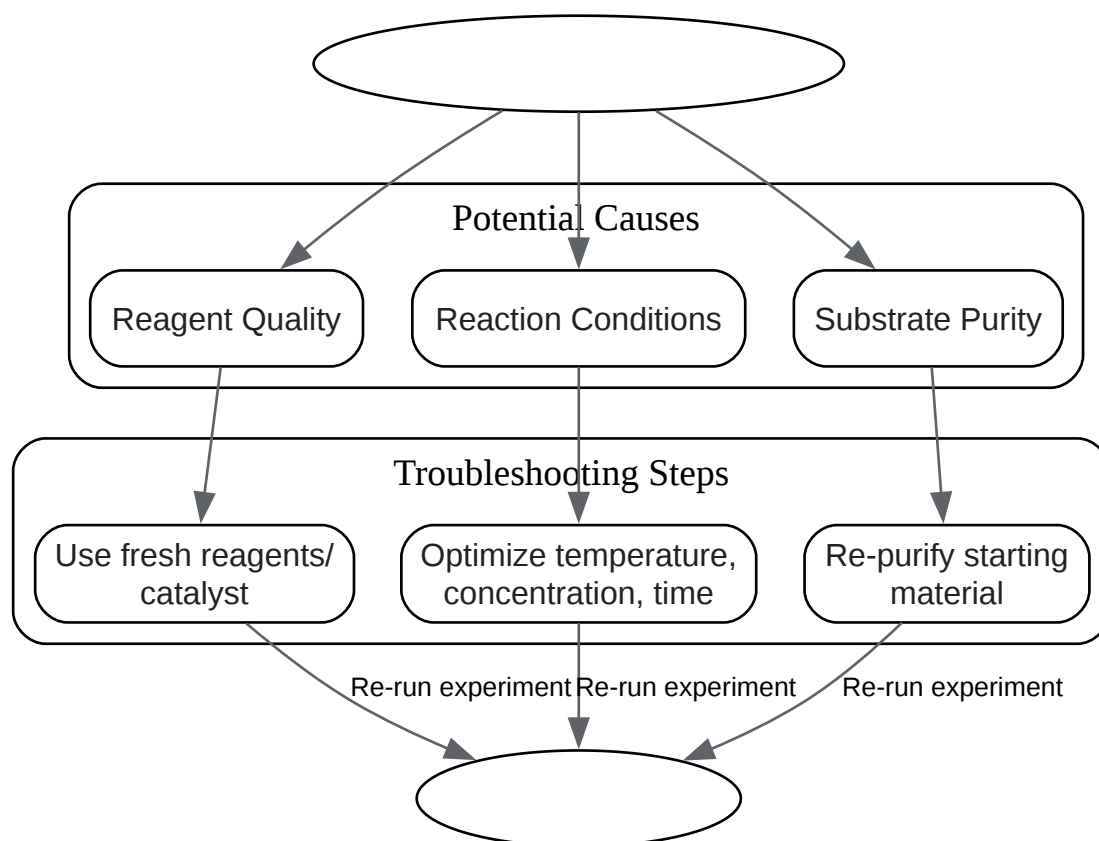 Potential Causes
Reagent Quality
Reaction Conditions
Substrate Purity
Troubleshooting Steps
Use fresh reagents/
catalyst
Optimize temperature,
concentration, time
Re-purify starting
material
Re-run experiment
Re-run experiment
Re-run experiment